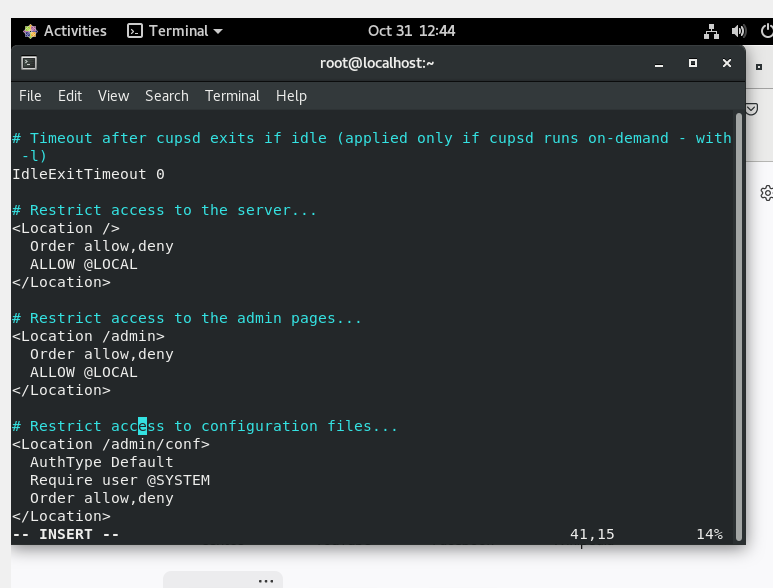 Activities Terminal Oct 31 12:44
root@localhost:~
File Edit View Search Terminal Help
# Timeout after cupsd exits if idle (applied only if cupsd runs on-demand - with
-l)
IdleExitTimeout 0
# Restrict access to the server...
<Location />
Order allow,deny
ALLOW @LOCAL
</Location>
# Restrict access to the admin pages...
<Location /admin>
Order allow,deny
ALLOW @LOCAL
</Location>
# Restrict access to configuration files...
<Location /admin/conf>
AuthType Default
Require user @SYSTEM
Order allow,deny
</Location>
-- INSERT -- 41,15 14%